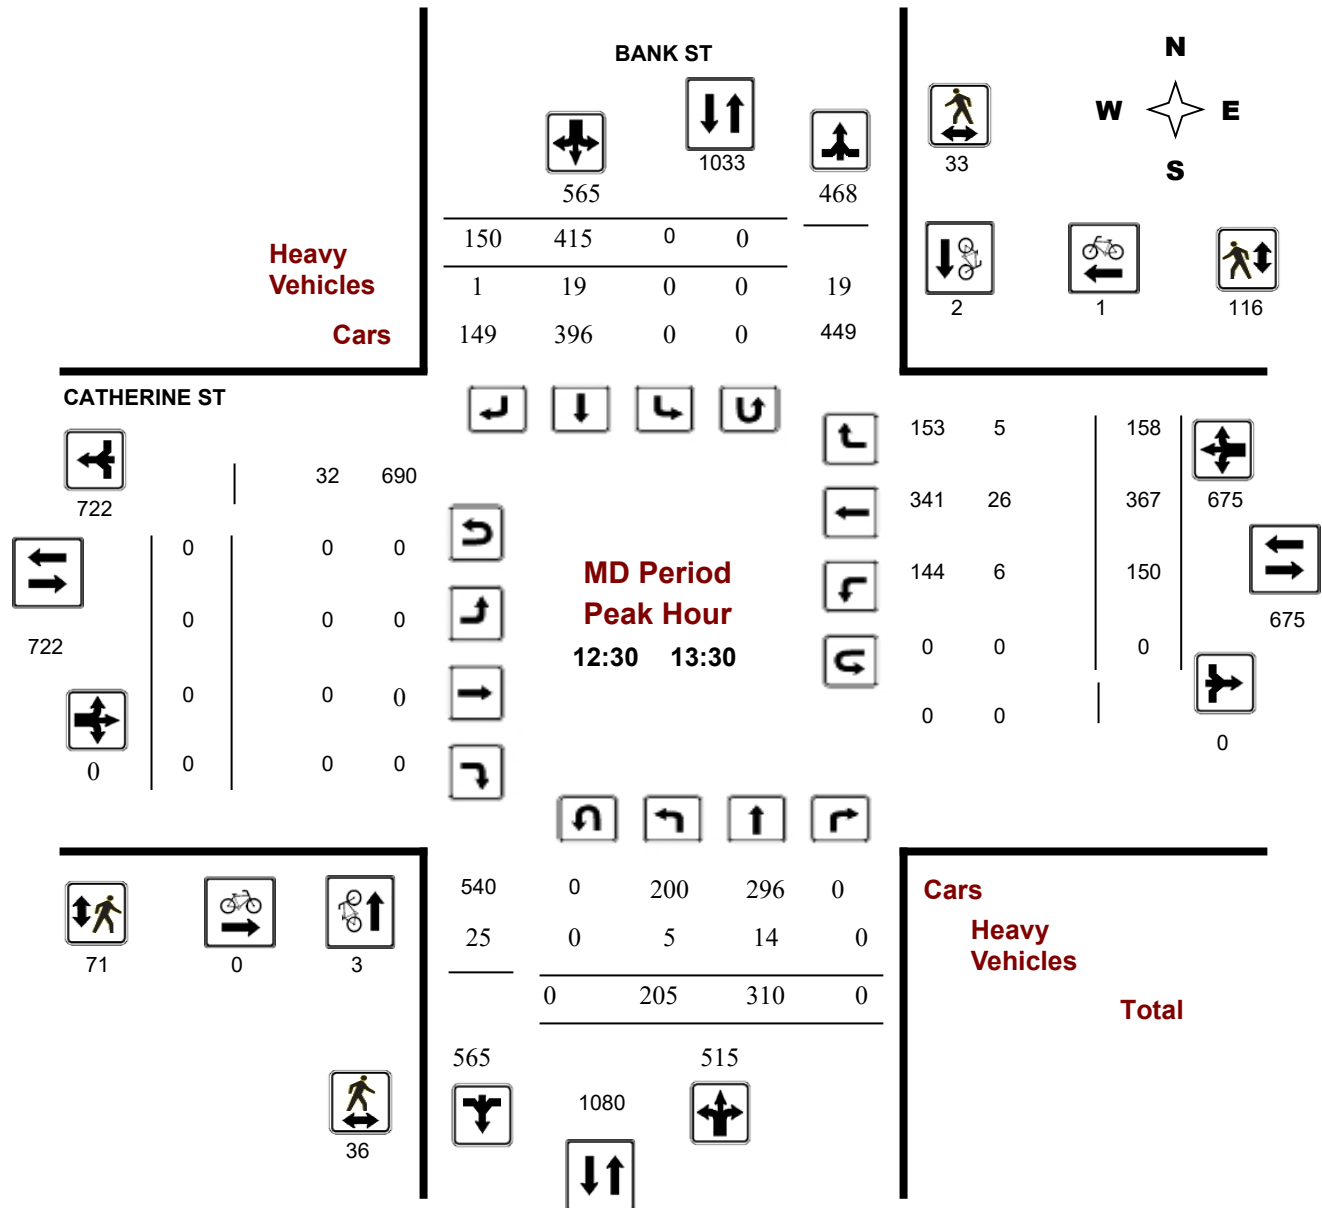 BANK ST
N
W E
S
1033
33
565 468
150 415 0 0
Heavy
Vehicles 1 19 0 0 19
2 1 116
Cars 149 396 0 0 449
CATHERINE ST
153 5 158
32 690
722
341 26 367 675
0 0 0
MD Period
144 6 150
Peak Hour
0 0 0
675
722
12:30 13:30
0 0 0
0 0 0
0 0
0
0 0 0 0
540 0 200 296 0 Cars
25 0 5 14 0 Heavy
Vehicles
71 0 3
0 205 310 0
Total
565 515
1080
36